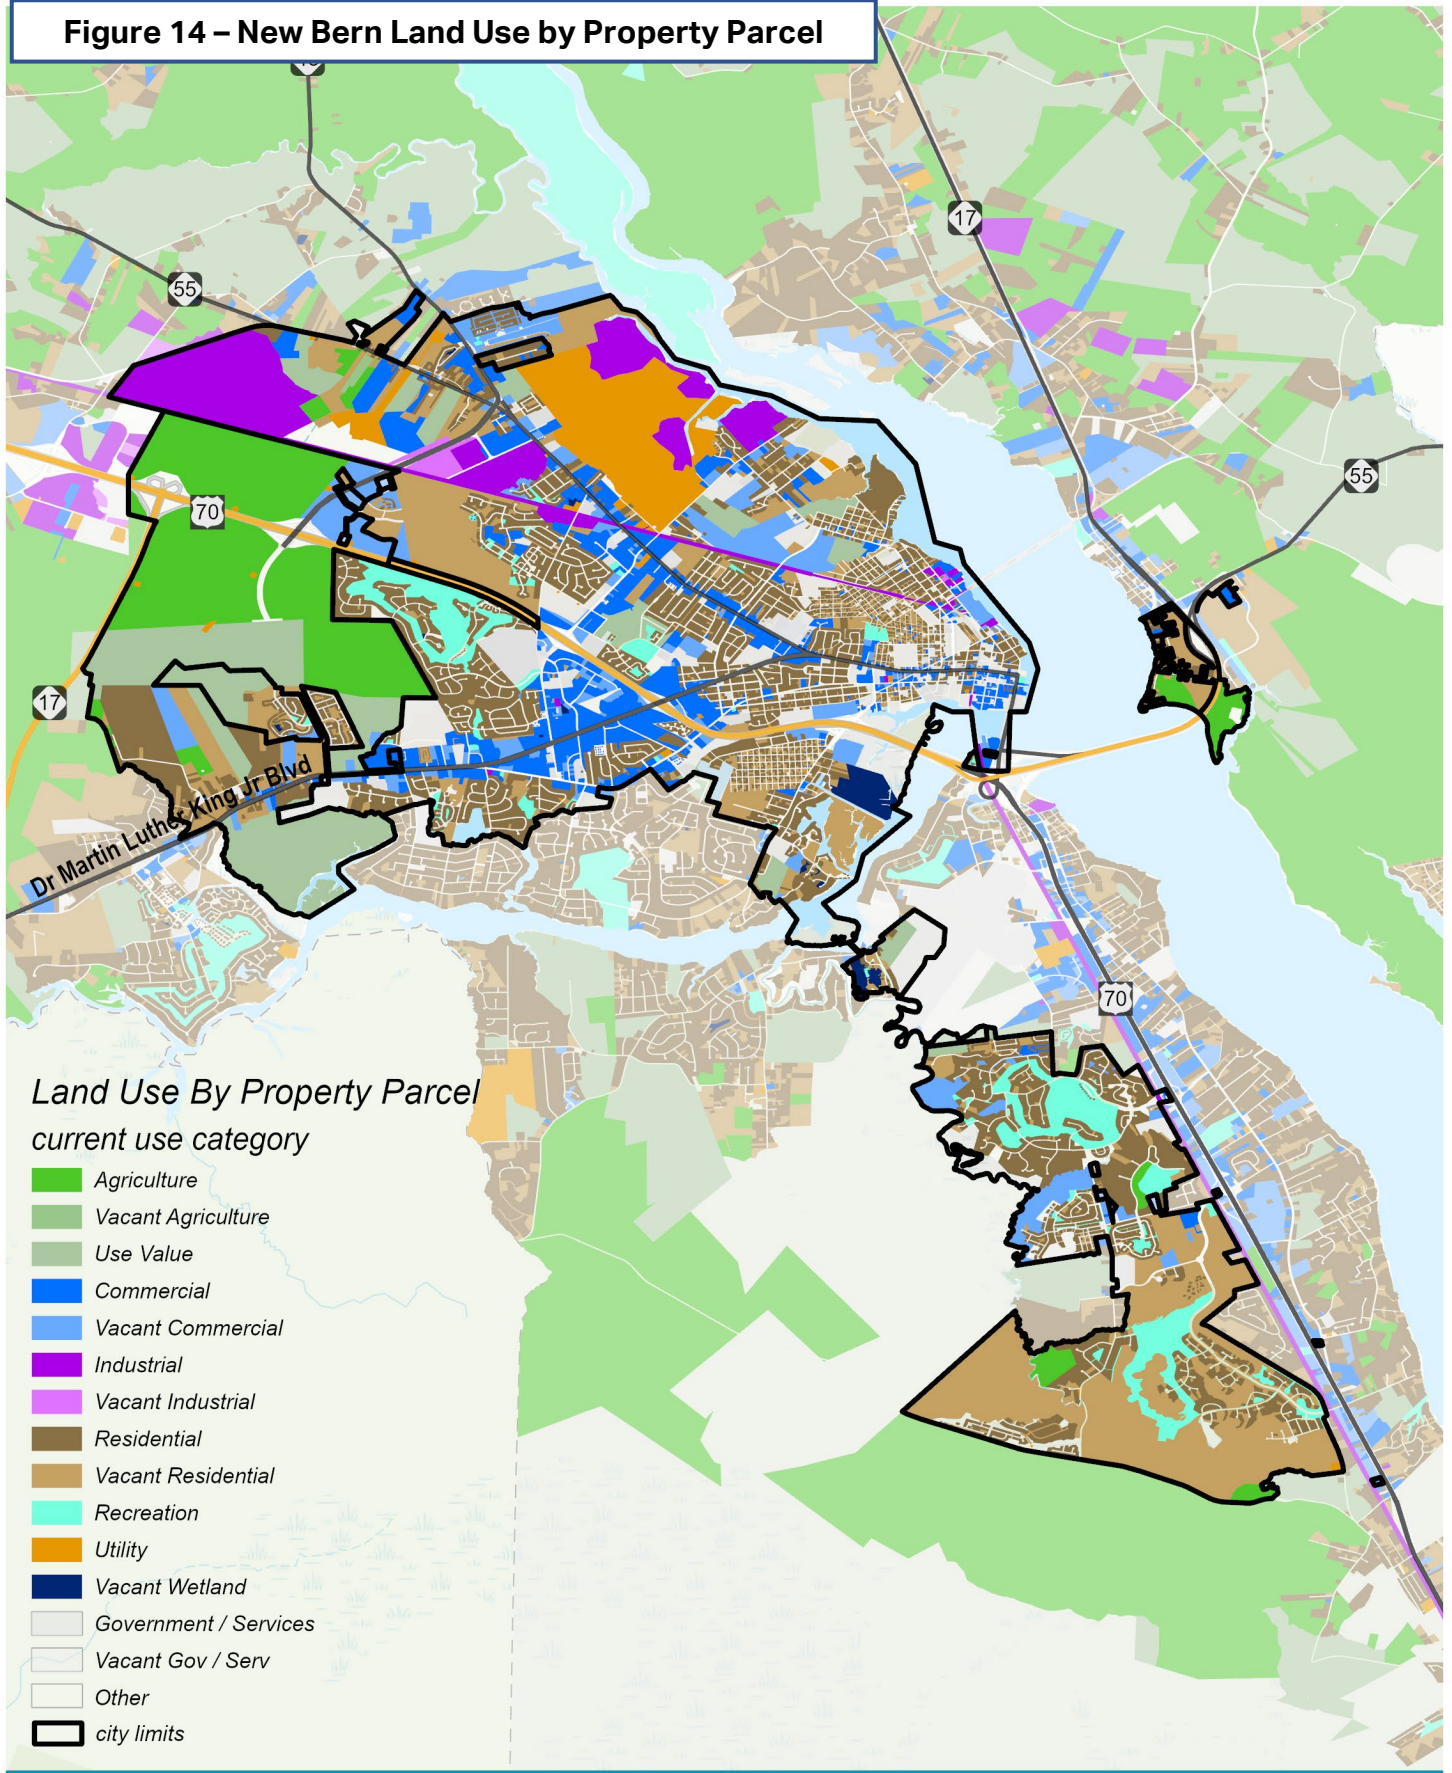 Figure 14 – New Bern Land Use by Property Parcel
17
55
55
70
17
Dr Martin Luther King Jr Blvd
70
Land Use By Property Parcel
current use category
Agriculture
Vacant Agriculture
Use Value
Commercial
Vacant Commercial
Industrial
Vacant Industrial
Residential
Vacant Residential
Recreation
Utility
Vacant Wetland
Government / Services
Vacant Gov / Serv
Other
city limits